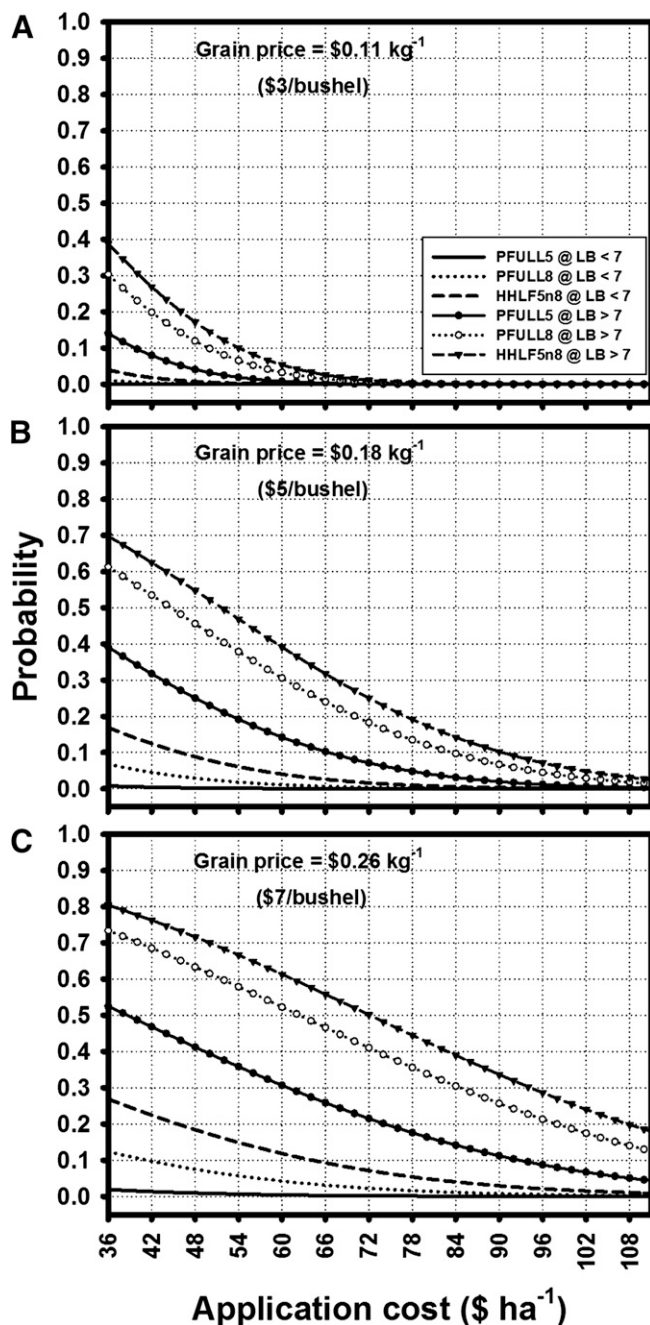 A
Grain price = $0.11 kg-1
($3/bushel)
1.0
0.9
0.8
0.7
0.6
0.5
0.4
0.3
0.2
0.1
0.0
PFULL5 @ LB < 7
PFULL8 @ LB < 7
HHLF5n8 @ LB < 7
PFULL5 @ LB > 7
PFULL8 @ LB > 7
HHLF5n8 @ LB > 7
B
Grain price = $0.18 kg-1
($5/bushel)
1.0
0.9
0.8
0.7
0.6
0.5
0.4
0.3
0.2
0.1
0.0
Probability
C
Grain price = $0.26 kg-1
($7/bushel)
1.0
0.9
0.8
0.7
0.6
0.5
0.4
0.3
0.2
0.1
0.0
36 42 48 54 60 66 72 78 84 90 96 102 108
Application cost ($ ha-1)